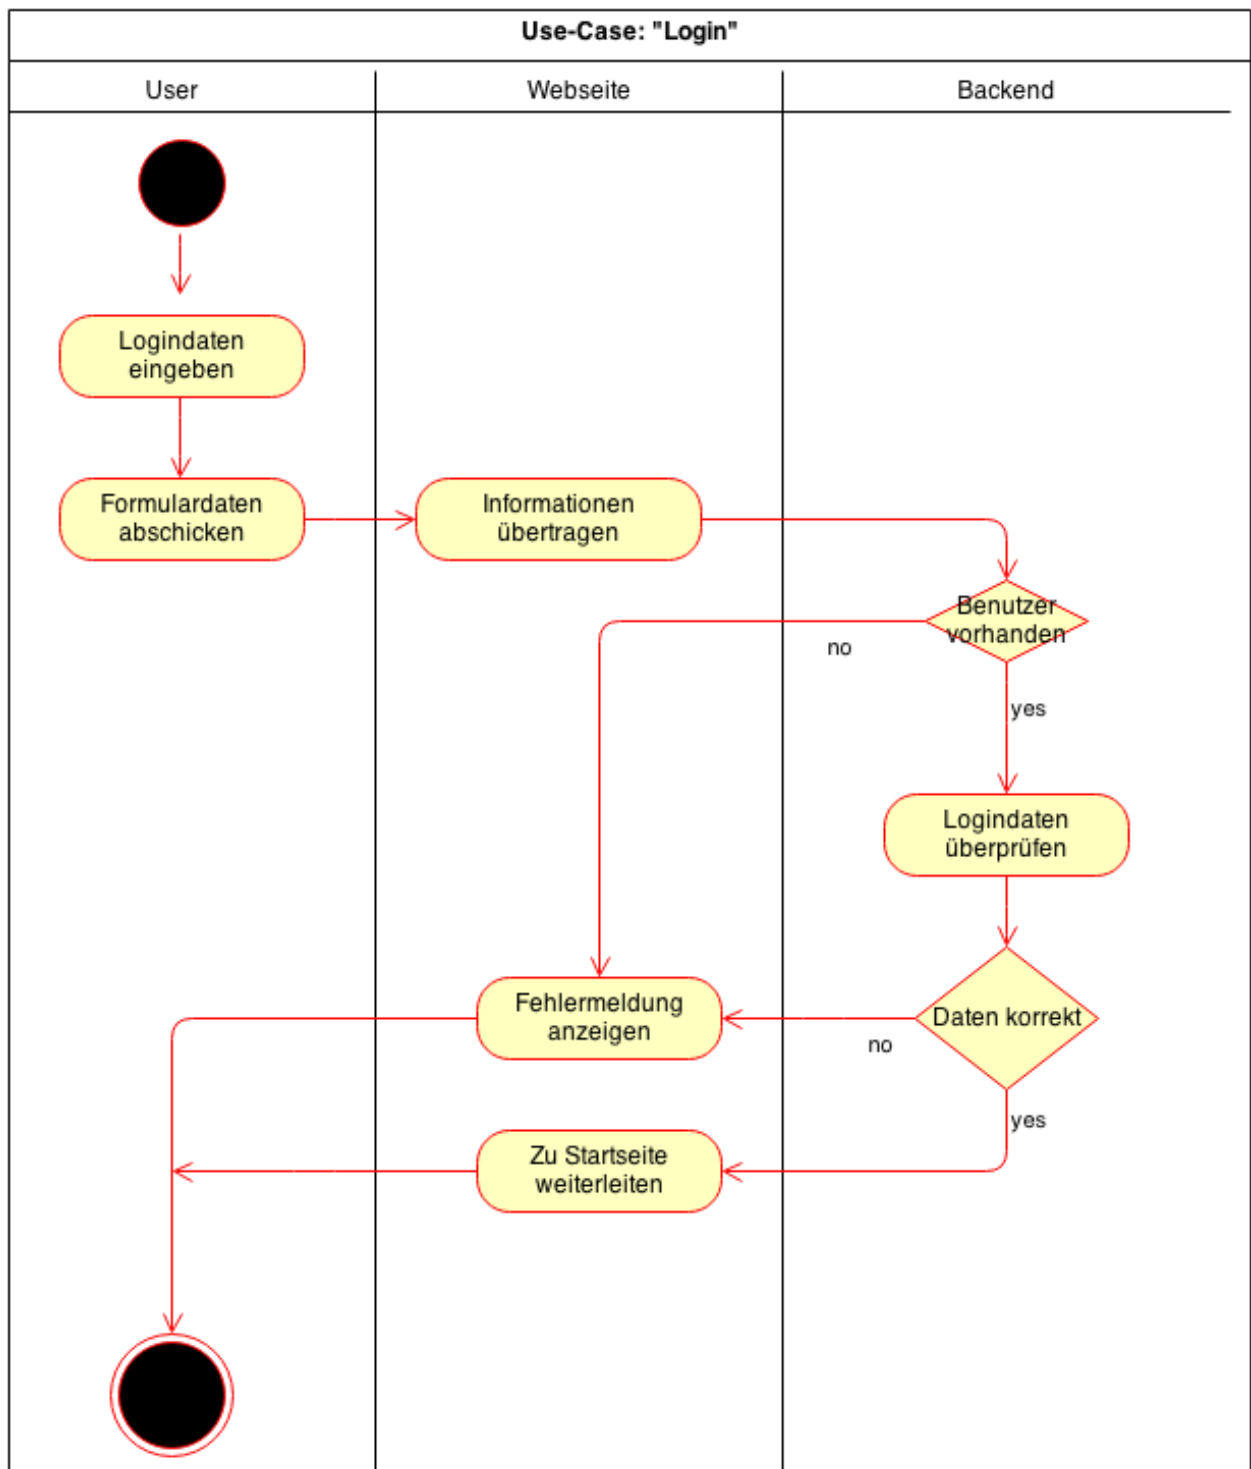 Use-Case: "Login"
User
Webseite
Backend
Logindaten
eingeben
Formulardaten
abschicken
Informationen
übertragen
Benutzer
vorhanden
no
yes
Logindaten
überprüfen
Fehlermeldung
anzeigen
Daten korrekt
no
yes
Zu Startseite
weiterleiten